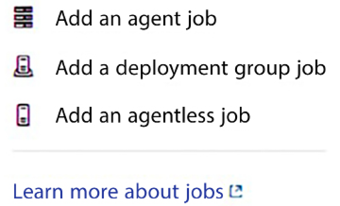 Add an agent job
Add a deployment group job
Add an agentless job
Learn more about jobs